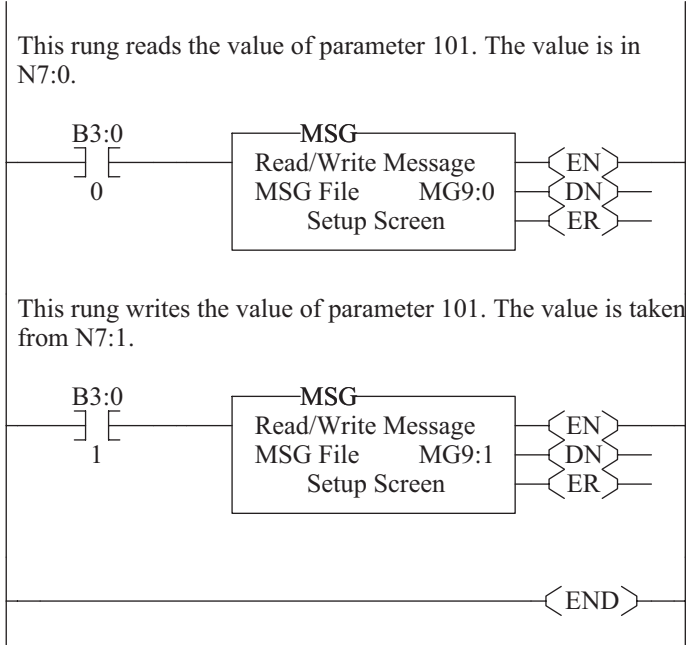 This rung reads the value of parameter 101. The value is in
N7:0.
B3:0
MSG
Read/Write Message
EN
MSG File MG9:0
DN
0
Setup Screen
ER
This rung writes the value of parameter 101. The value is taken
from N7:1.
B3:0
MSG
Read/Write Message
EN
MSG File MG9:1
DN
1
Setup Screen
ER
END